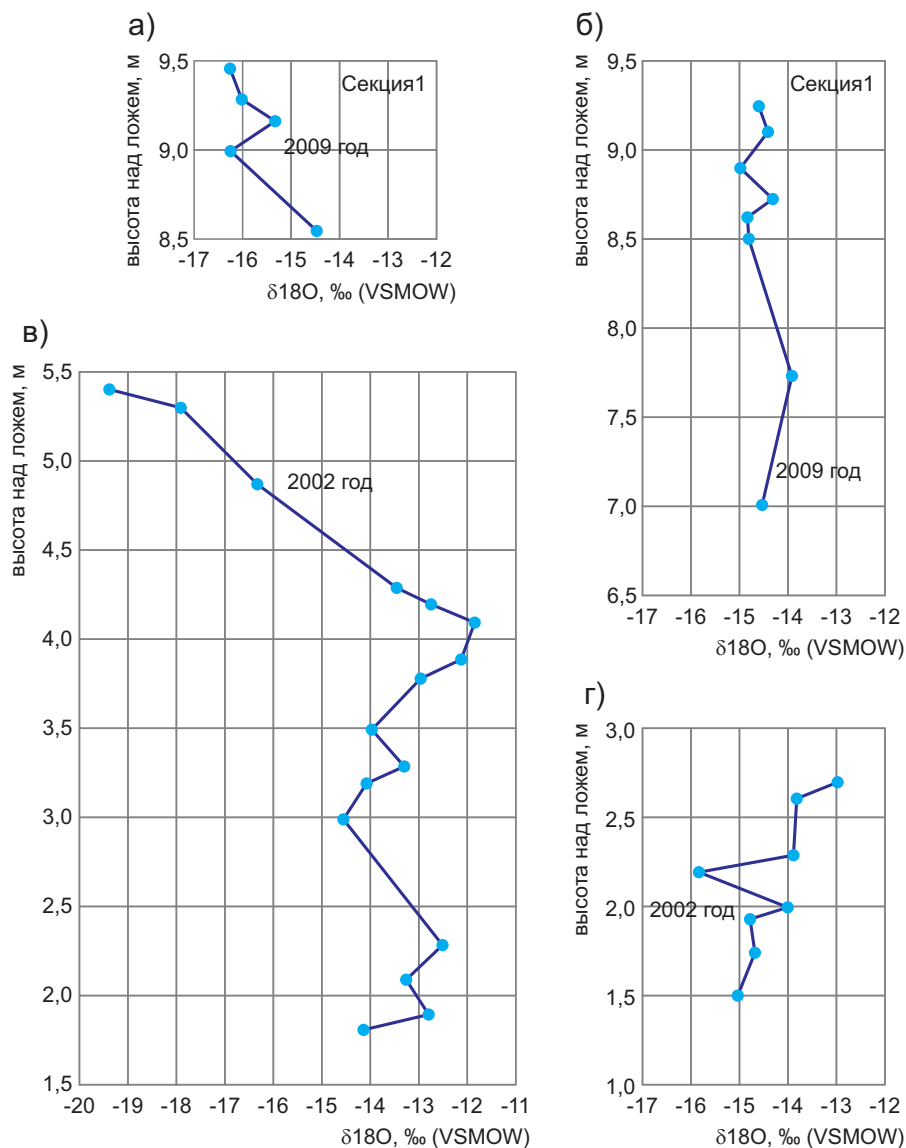 а)
высота над ложем, м
9,5
9,0
8,5
Секция1
2009 год
-17 -16 -15 -14 -13 -12
δ18O, ‰ (VSMOW)
б)
высота над ложем, м
9,5
9,0
8,5
8,0
7,5
7,0
6,5
Секция1
2009 год
-17 -16 -15 -14 -13 -12
δ18O, ‰ (VSMOW)
в)
высота над ложем, м
5,5
5,0
4,5
4,0
3,5
3,0
2,5
2,0
1,5
2002 год
-20 -19 -18 -17 -16 -15 -14 -13 -12 -11
δ18O, ‰ (VSMOW)
г)
высота над ложем, м
3,0
2,5
2,0
1,5
1,0
2002 год
-17 -16 -15 -14 -13 -12
δ18O, ‰ (VSMOW)